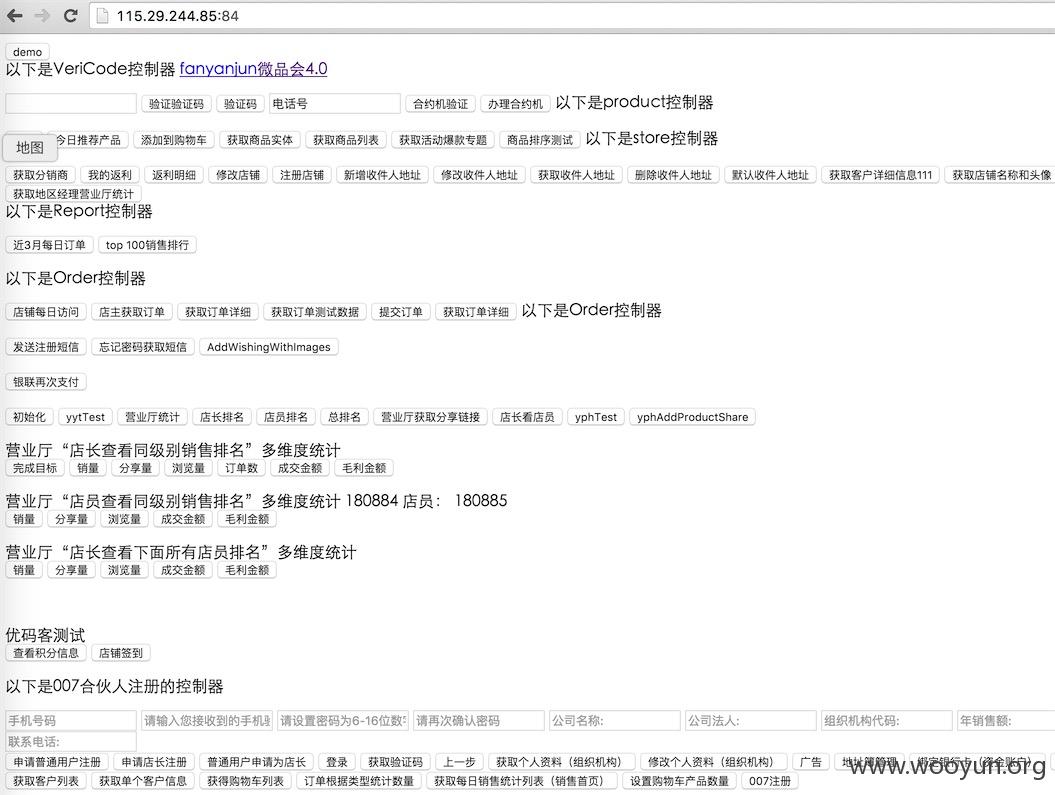 115.29.244.85:84
demo
以下是VeriCode控制器 fanyanjun微品会4.0
验证验证码 验证码 电话号 合约机验证 办理合约机 以下是product控制器
地图 今日推荐产品 添加到购物车 获取商品实体 获取商品列表 获取活动爆款专题 商品排序测试 以下是store控制器
获取分销商 我的返利 返利明细 修改店铺 注册店铺 新增收件人地址 修改收件人地址 获取收件人地址 删除收件人地址 默认收件人地址 获取客户详细信息111 获取店铺名称和头像
获取地区经理营业厅统计
以下是Report控制器
近3月每日订单 top 100销售排行
以下是Order控制器
店铺每日访问 店主获取订单 获取订单详细 获取订单测试数据 提交订单 获取订单详细 以下是Order控制器
发送注册短信 忘记密码获取短信 AddWishingWithImages
银联再次支付
初始化 yytTest 营业厅统计 店长排名 店员排名 总排名 营业厅获取分享链接 店长看店员 yphTest yphAddProductShare
营业厅“店长查看同级别销售排名”多维度统计
完成目标 销量 分享量 浏览量 订单数 成交金额 毛利金额
营业厅“店员查看同级别销售排名”多维度统计 180884 店员： 180885
销量 分享量 浏览量 成交金额 毛利金额
营业厅“店长查看下面所有店员排名”多维度统计
销量 分享量 浏览量 成交金额 毛利金额
优码客测试
查看积分信息 店铺签到
以下是007合伙人注册的控制器
手机号码 请输入您接收到的手机验 请设置密码为6-16位数字 请再次确认密码 公司名称: 公司法人: 组织机构代码: 年销售额:
联系电话:
申请普通用户注册 申请店长注册 普通用户申请为店长 登录 获取验证码 上一步 获取个人资料（组织机构） 修改个人资料（组织机构） 广告 地址簿管理 绑定银行卡（资金账户）
获取客户列表 获取单个客户信息 获得购物车列表 订单根据类型统计数量 获取每日销售统计列表（销售首页） 设置购物车产品数量 007注册
www.wooyun.org